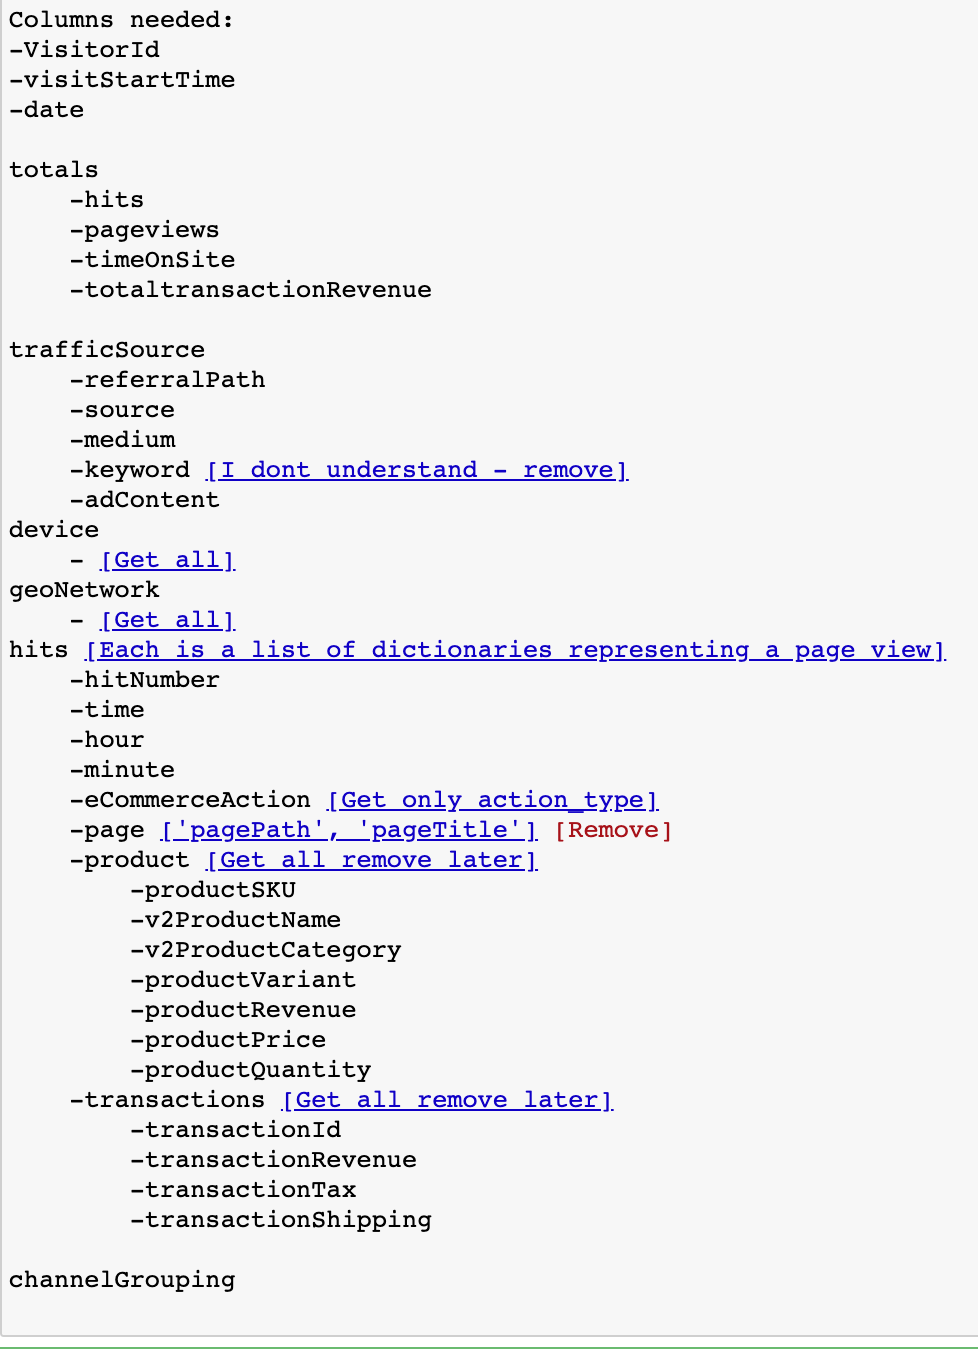 Columns needed:
-VisitorId
-visitStartTime
-date
totals
-hits
-pageviews
-timeOnSite
-totaltransactionRevenue
trafficSource
-referralPath
-source
-medium
-keyword [I dont understand - remove]
-adContent
device
- [Get all]
geoNetwork
- [Get all]
hits [Each is a list of dictionaries representing a page view]
-hitNumber
-time
-hour
-minute
-eCommerceAction [Get only action_type]
-page ['pagePath', 'pageTitle'] [Remove]
-product [Get all remove later]
-productSKU
-v2ProductName
-v2ProductCategory
-productVariant
-productRevenue
-productPrice
-productQuantity
-transactions [Get all remove later]
-transactionId
-transactionRevenue
-transactionTax
-transactionShipping
channelGrouping